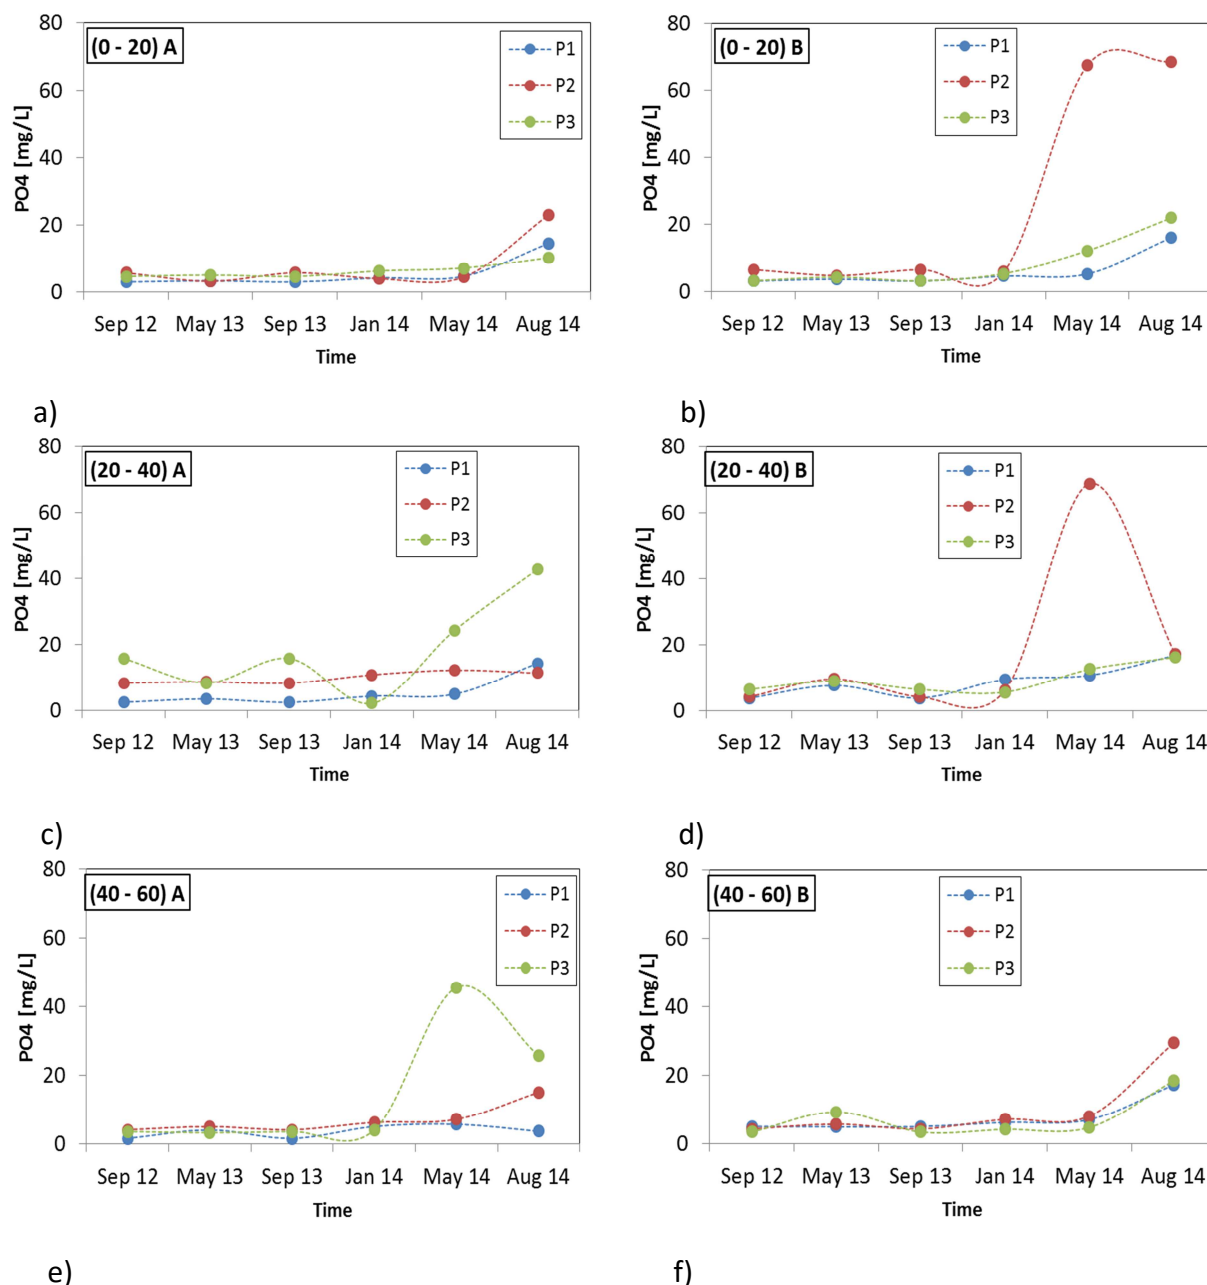 (0 - 20) A
P1
P2
P3
PO4 [mg/L]
80
60
40
20
0
Sep 12 May 13 Sep 13 Jan 14 May 14 Aug 14
Time
a)
(0 - 20) B
P1
P2
P3
PO4 [mg/L]
80
60
40
20
0
Sep 12 May 13 Sep 13 Jan 14 May 14 Aug 14
Time
b)
(20 - 40) A
P1
P2
P3
PO4 [mg/L]
80
60
40
20
0
Sep 12 May 13 Sep 13 Jan 14 May 14 Aug 14
Time
c)
(20 - 40) B
P1
P2
P3
PO4 [mg/L]
80
60
40
20
0
Sep 12 May 13 Sep 13 Jan 14 May 14 Aug 14
Time
d)
(40 - 60) A
P1
P2
P3
PO4 [mg/L]
80
60
40
20
0
Sep 12 May 13 Sep 13 Jan 14 May 14 Aug 14
Time
e)
(40 - 60) B
P1
P2
P3
PO4 [mg/L]
80
60
40
20
0
Sep 12 May 13 Sep 13 Jan 14 May 14 Aug 14
Time
f)